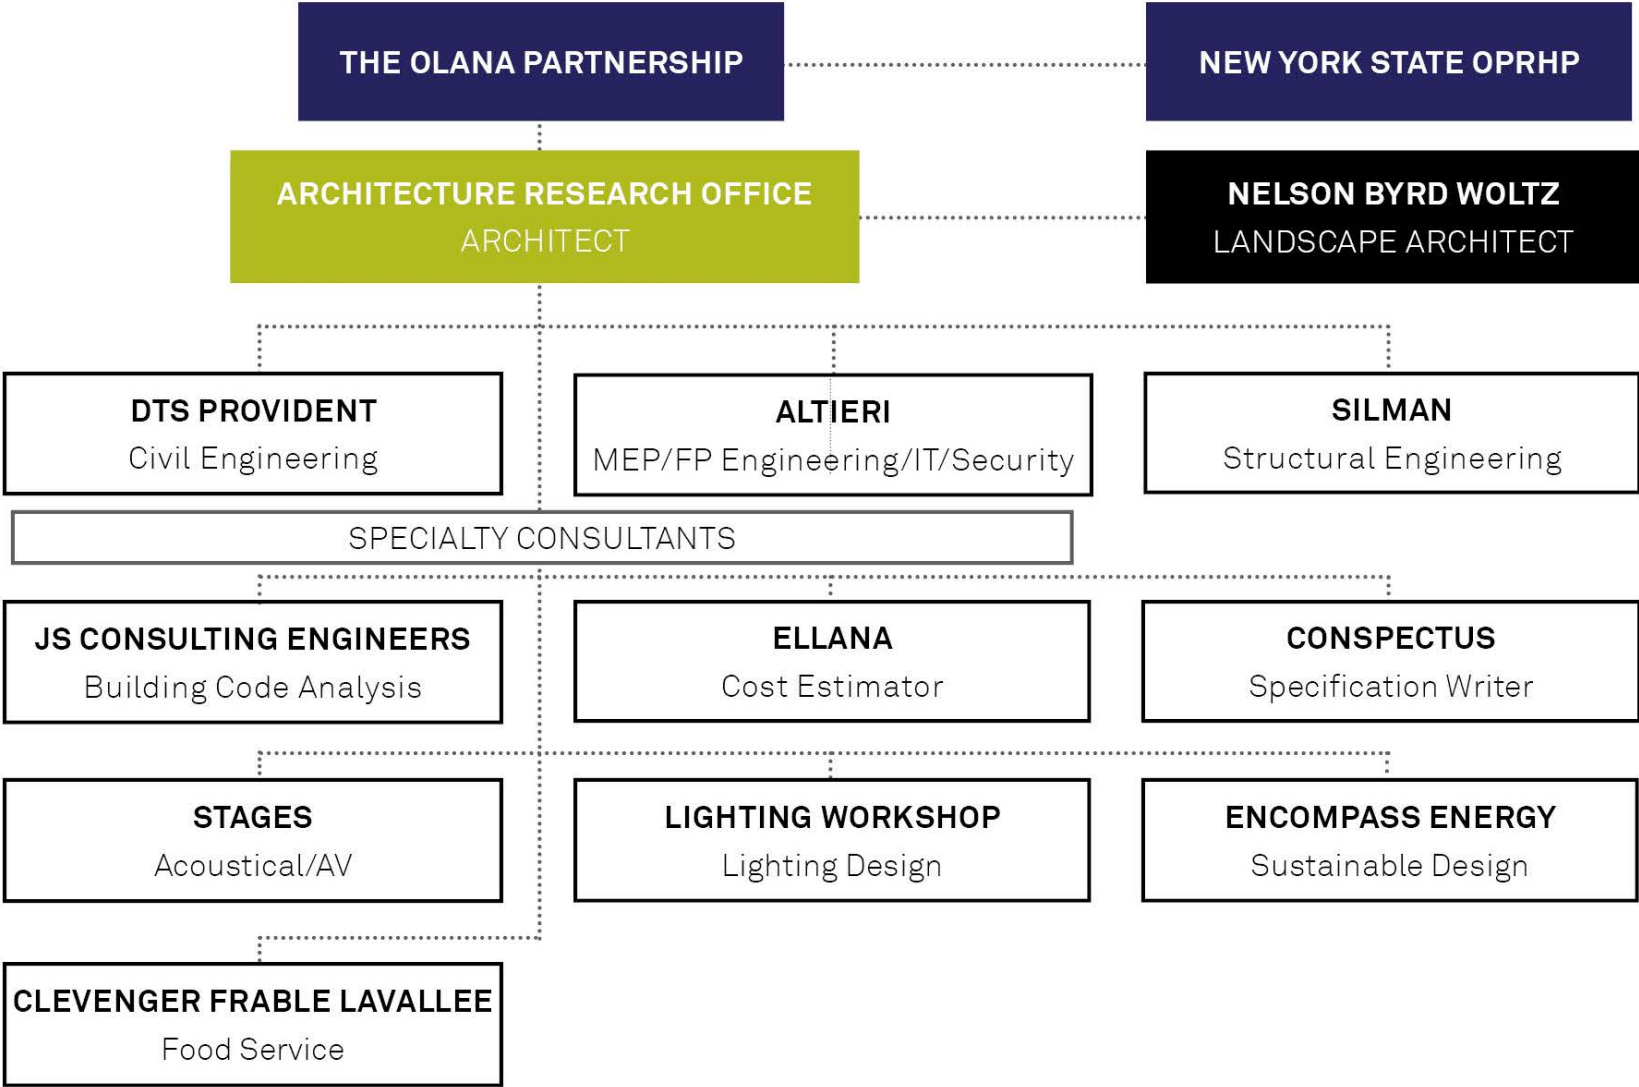 THE OLANA PARTNERSHIP
NEW YORK STATE OPRHP
ARCHITECTURE RESEARCH OFFICE
ARCHITECT
NELSON BYRD WOLTZ
LANDSCAPE ARCHITECT
DTS PROVIDENT
Civil Engineering
ALTIERI
MEP/FP Engineering/IT/Security
SILMAN
Structural Engineering
SPECIALTY CONSULTANTS
JS CONSULTING ENGINEERS
Building Code Analysis
ELLANA
Cost Estimator
CONSPECTUS
Specification Writer
STAGES
Acoustical/AV
LIGHTING WORKSHOP
Lighting Design
ENCOMPASS ENERGY
Sustainable Design
CLEVENGER FRABLE LAVALLEE
Food Service